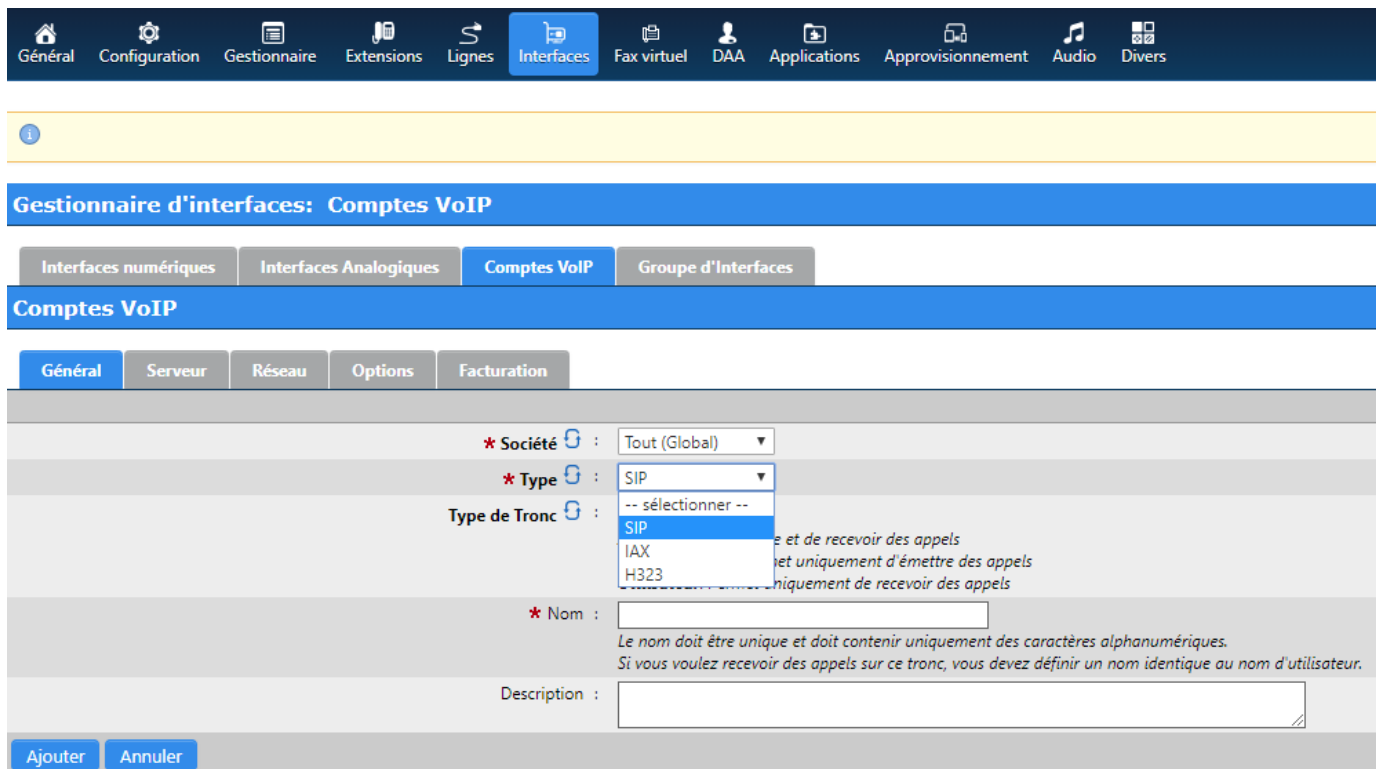 Général Configuration Gestionnaire Extensions Lignes Interfaces Fax virtuel DAA Applications Approvisionnement Audio Divers
Gestionnaire d'interfaces: Comptes VoIP
Interfaces numériques Interfaces Analogiques Comptes VoIP Groupe d'Interfaces
Comptes VoIP
Général Serveur Réseau Options Facturation
* Société : Tout (Global)
* Type : SIP
-- sélectionner --
Type de Tronc :
SIP
e et de recevoir des appels
IAX
et uniquement d'émettre des appels
H323
niquement de recevoir des appels
* Nom :
Le nom doit être unique et doit contenir uniquement des caractères alphanumériques.
Si vous voulez recevoir des appels sur ce tronc, vous devez définir un nom identique au nom d'utilisateur.
Description :
Ajouter Annuler